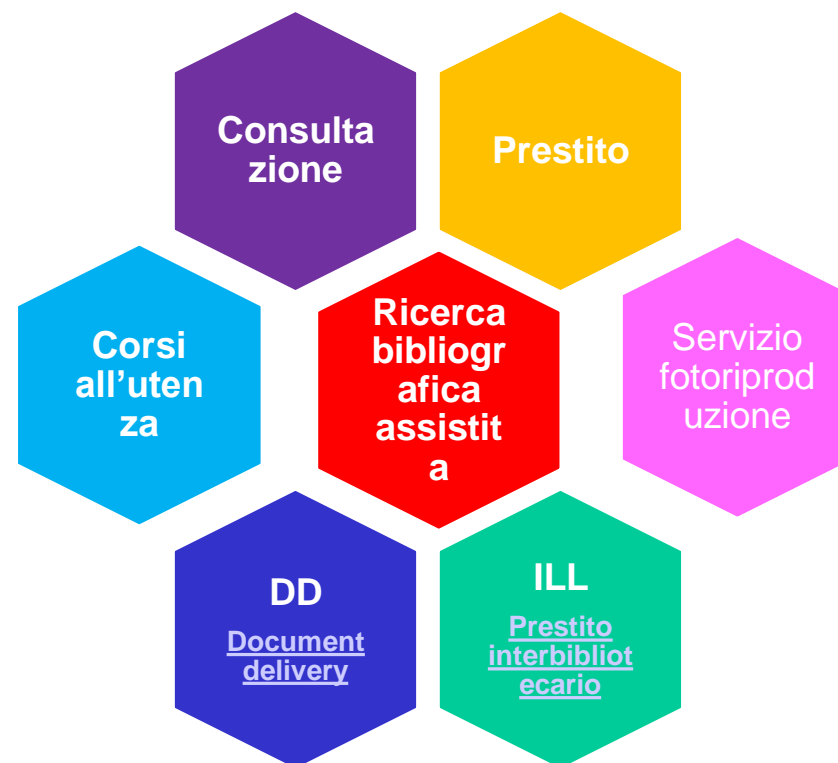 Consulta
zione
Prestito
Corsi
all’uten
za
Ricerca
bibliogr
afica
assistit
a
Servizio
fotoriprod
uzione
DD
Document
delivery
ILL
Prestito
interbibliot
ecario